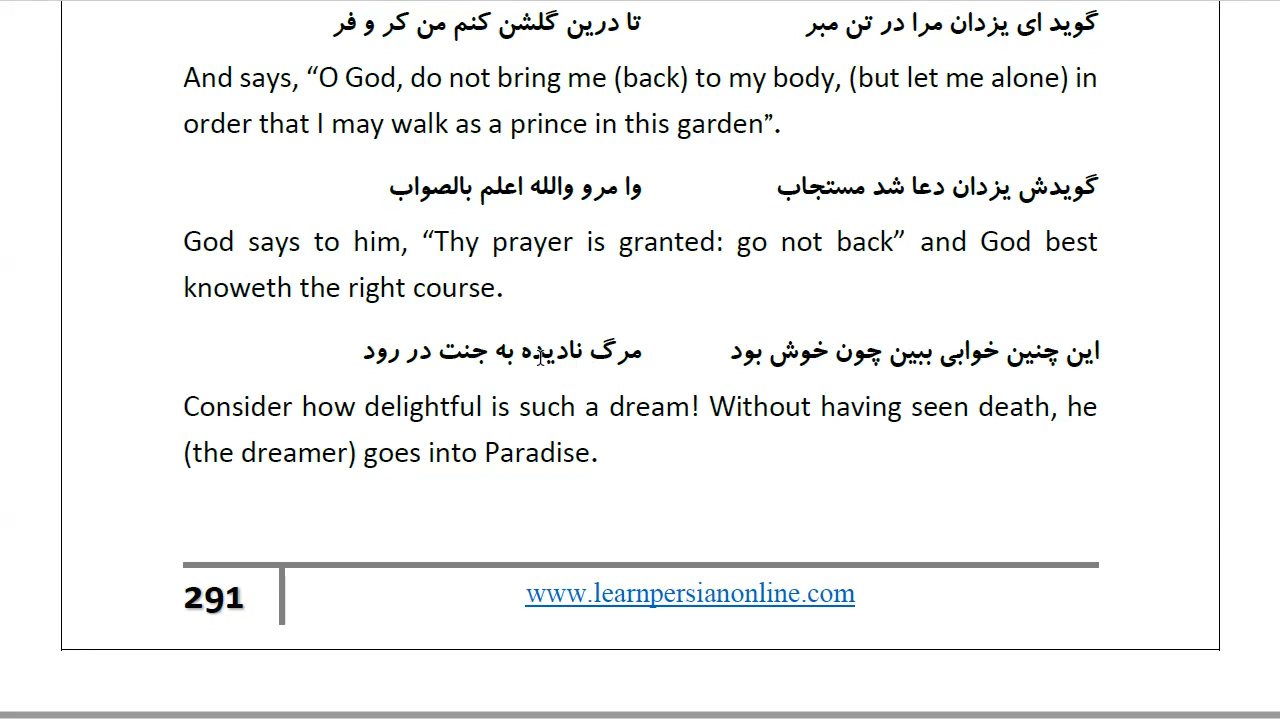 گوید ای یزدان مرا در تن مبر تا درین گلشن کنم من کر و فر
And says, “O God, do not bring me (back) to my body, (but let me alone) in
order that I may walk as a prince in this garden”.
گویدش یزدان دعا شد مستجاب وا مرو والله اعلم بالصواب
God says to him, “Thy prayer is granted: go not back” and God best
knoweth the right course.
این چنین خوابی ببین چون خوش بود مرگ نادیده به جنت در رود
Consider how delightful is such a dream! Without having seen death, he
(the dreamer) goes into Paradise.
291 www.learnpersianonline.com